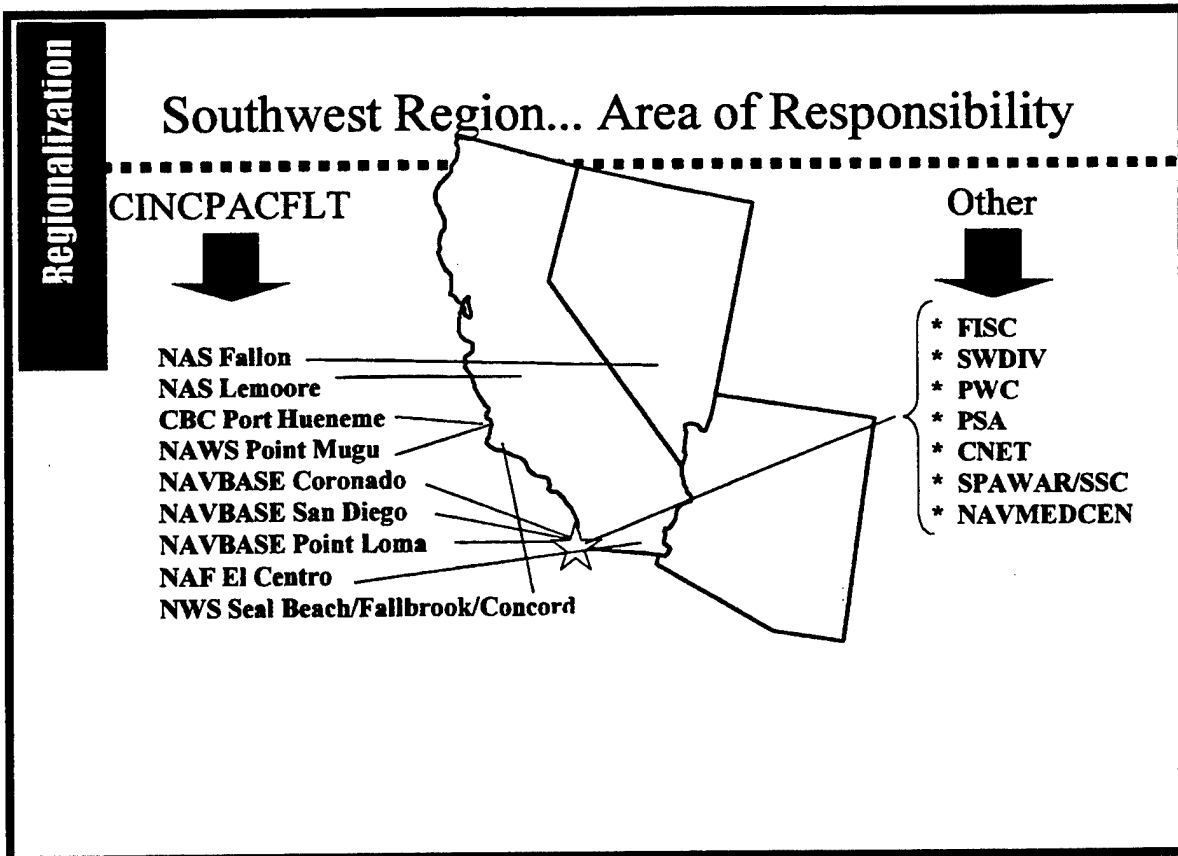 Regionalization
Southwest Region... Area of Responsibility
CINCPACFLT
NAS Fallon
NAS Lemoore
CBC Port Hueneme
NAWS Point Mugu
NAVBASE Coronado
NAVBASE San Diego
NAVBASE Point Loma
NAF El Centro
NWS Seal Beach/Fallbrook/Concord
Other
* FISC
* SWDIV
* PWC
* PSA
* CNET
* SPAWAR/SSC
* NAVMEDCEN